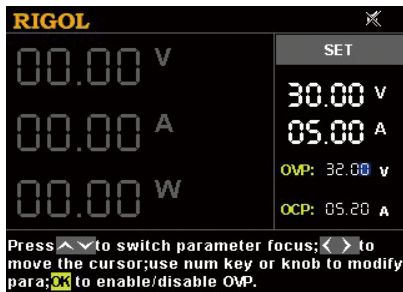 RIGOL
SET
00.00 V
00.00 A
00.00 W
30.00 V
05.00 A
OVP: 32.00 V
OCP: 05.20 A
Press to switch parameter focus; to
move the cursor;use num key or knob to modify
para;OK to enable/disable OVP.